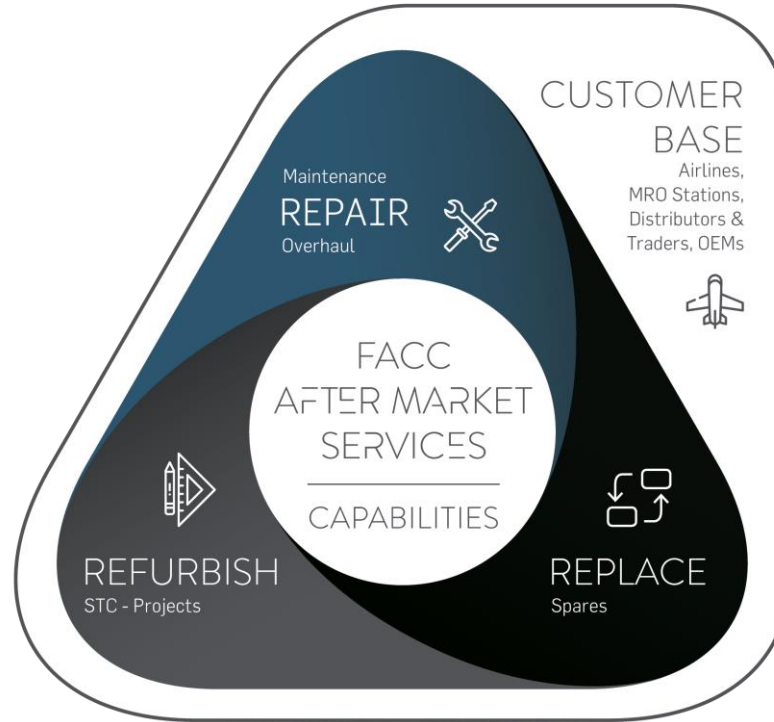 CUSTOMER
BASE
Airlines,
MRO Stations,
Distributors &
Traders, OEMs
Maintenance
REPAIR
Overhaul
FACC
AFTER MARKET
SERVICES
CAPABILITIES
REFURBISH
STC - Projects
REPLACE
Spares